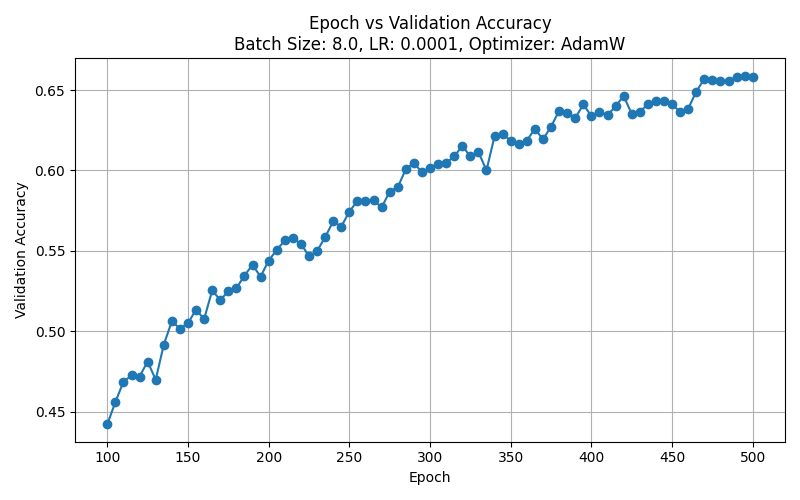 Epoch vs Validation Accuracy
Batch Size: 8.0, LR: 0.0001, Optimizer: AdamW
Validation Accuracy
0.65
0.60
0.55
0.50
0.45
100 150 200 250 300 350 400 450 500
Epoch